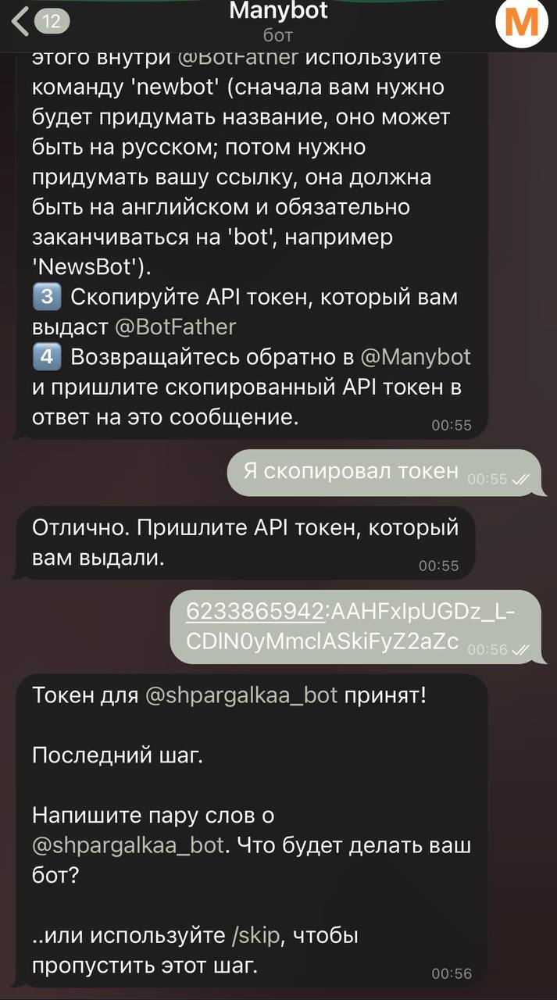 12
Manybot
бот
M
этого внутри @BotFather используйте
команду 'newbot' (сначала вам нужно
будет придумать название, оно может
быть на русском; потом нужно
придумать вашу ссылку, она должна
быть на английском и обязательно
заканчиваться на 'bot', например
'NewsBot').
3 Скопируйте API токен, который вам
выдаст @BotFather
4 Возвращайтесь обратно в @Manybot
и пришлите скопированный API токен в
ответ на это сообщение.
00:55
Я скопировал токен 00:55
Отлично. Пришлите API токен, который
вам выдали.
00:55
6233865942:AAHFxIpUGDz_L-
CDIN0yMmclASkiFyZ2aZc 00:56
Токен для @shpargalkaa_bot принят!
Последний шаг.
Напишите пару слов о
@shpargalkaa_bot. Что будет делать ваш
бот?
..или используйте /skip, чтобы
пропустить этот шаг.
00:56